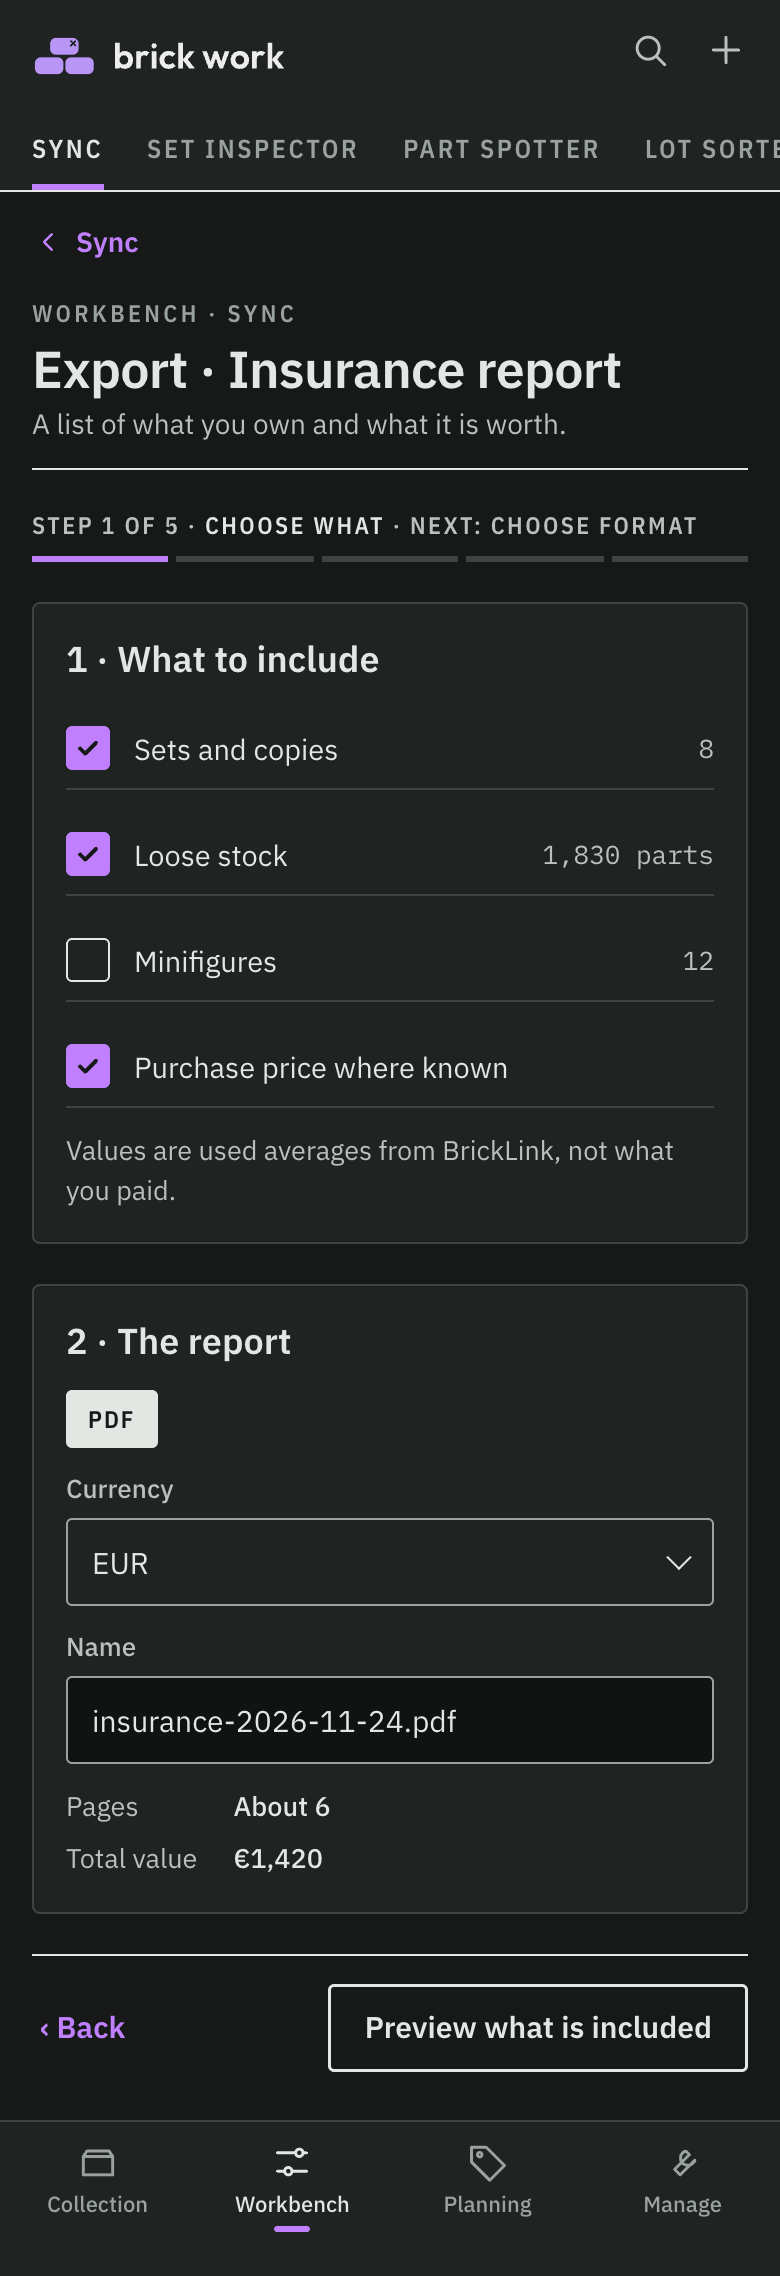 brick work
SYNC SET INSPECTOR PART SPOTTER LOT SORTE
Sync
WORKBENCH · SYNC
Export · Insurance report
A list of what you own and what it is worth.
STEP 1 OF 5 · CHOOSE WHAT · NEXT: CHOOSE FORMAT
1 · What to include
Sets and copies 8
Loose stock 1,830 parts
Minifigures 12
Purchase price where known
Values are used averages from BrickLink, not what
you paid.
2 · The report
PDF
Currency
EUR
Name
insurance-2026-11-24.pdf
Pages About 6
Total value €1,420
‹ Back Preview what is included
Collection Workbench Planning Manage